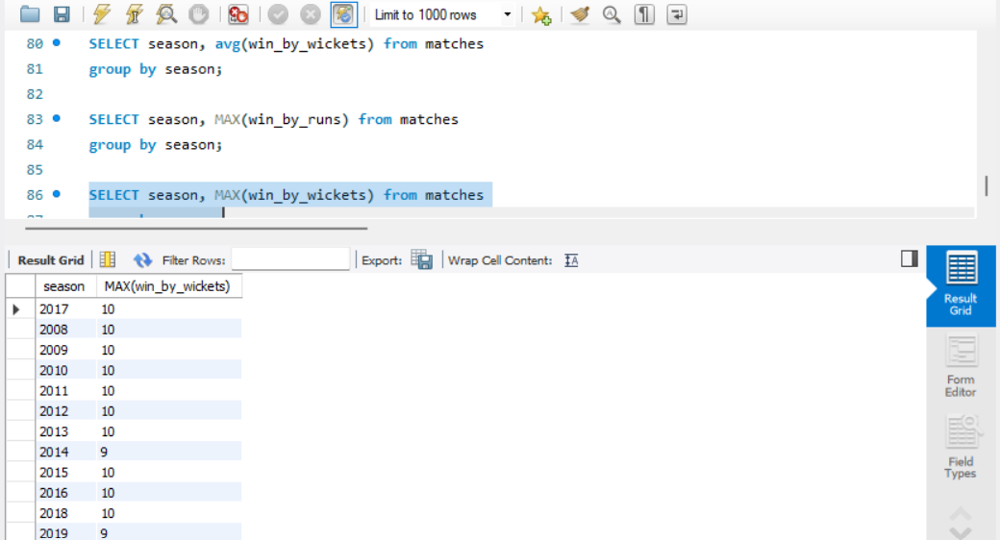 Limit to 1000 rows
80 SELECT season, avg(win_by_wickets) from matches
81 group by season;
82
83 SELECT season, MAX(win_by_runs) from matches
84 group by season;
85
86 SELECT season, MAX(win_by_wickets) from matches
Result Grid Filter Rows: Export: Wrap Cell Content: IA
season MAX(win_by_wickets)
2017 10
2008 10
2009 10
2010 10
2011 10
2012 10
2013 10
2014 9
2015 10
2016 10
2018 10
2019 9
Result
Grid
Form
Editor
Field
Types